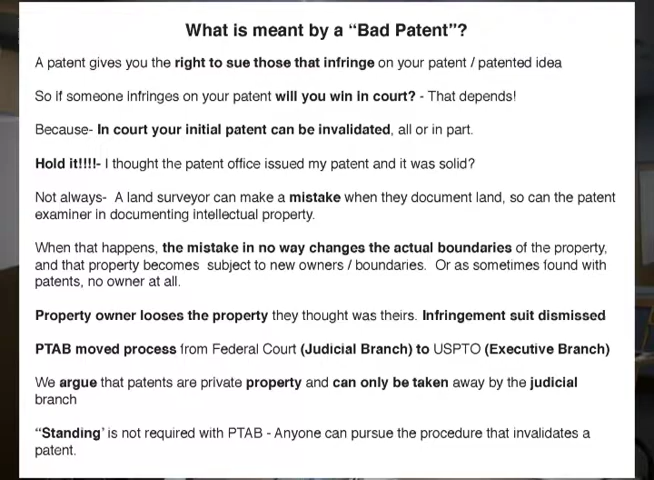 What is meant by a “Bad Patent”?
A patent gives you the right to sue those that infringe on your patent / patented idea
So if someone infringes on your patent will you win in court? - That depends!
Because- In court your initial patent can be invalidated, all or in part.
Hold it!!!!- I thought the patent office issued my patent and it was solid?
Not always- A land surveyor can make a mistake when they document land, so can the patent
examiner in documenting intellectual property.
When that happens, the mistake in no way changes the actual boundaries of the property,
and that property becomes subject to new owners / boundaries. Or as sometimes found with
patents, no owner at all.
Property owner looses the property they thought was theirs. Infringement suit dismissed
PTAB moved process from Federal Court (Judicial Branch) to USPTO (Executive Branch)
We argue that patents are private property and can only be taken away by the judicial
branch
“Standing’ is not required with PTAB - Anyone can pursue the procedure that invalidates a
patent.